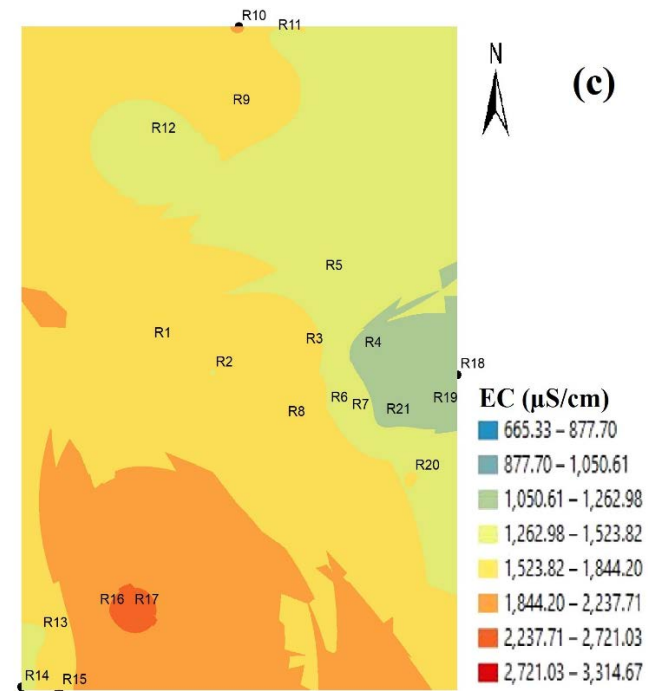 R10
R11
N
(c)
R9
R12
R5
R1
R3
R4
R2
R18
R6
R7
R19
R8
R21
EC (µS/cm)
665.33 – 877.70
R20
877.70 – 1,050.61
1,050.61 – 1,262.98
1,262.98 – 1,523.82
1,523.82 – 1,844.20
R16 R17
1,844.20 – 2,237.71
R13
2,237.71 – 2,721.03
R14 R15
2,721.03 – 3,314.67